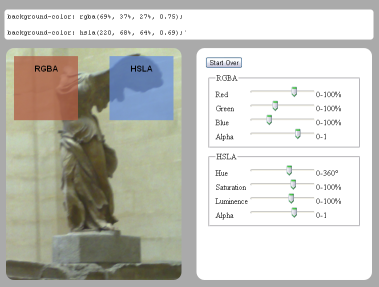 background-color: rgba(69%, 37%, 27%, 0.75);
background-color: hsla(220, 68%, 64%, 0.69);
RGBA
HSLA
Start Over
RGBA
Red 0-100%
Green 0-100%
Blue 0-100%
Alpha 0-1
HSLA
Hue 0-360°
Saturation 0-100%
Luminence 0-100%
Alpha 0-1